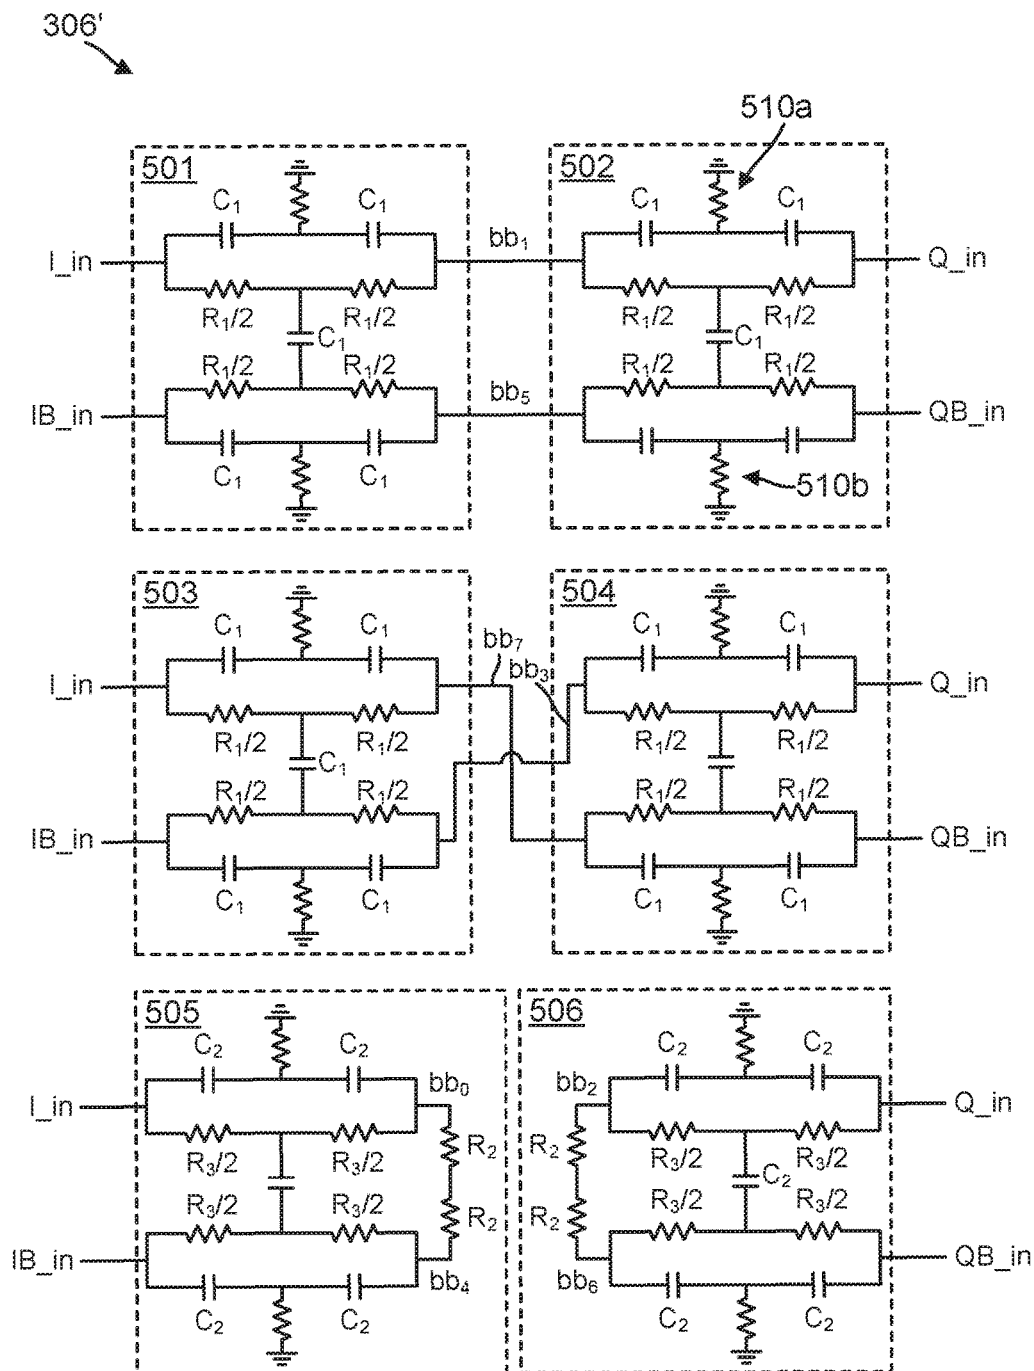 306'
510a
501
502
C₁ C₁ C₁ C₁
I_in bb₁ Q_in
R₁/2 R₁/2 R₁/2 R₁/2
C₁ C₁
R₁/2 R₁/2 R₁/2 R₁/2
IB_in bb₅ QB_in
C₁ C₁
510b
503
504
C₁ C₁ C₁ C₁
bb₇
bb₃
I_in Q_in
R₁/2 R₁/2 R₁/2 R₁/2
C₁
R₁/2 R₁/2 R₁/2 R₁/2
IB_in QB_in
C₁ C₁ C₁ C₁
505
506
C₂ C₂ C₂ C₂
bb₀ bb₂
I_in Q_in
R₂ R₂
R₃/2 R₃/2 R₃/2 R₃/2
C₂
R₃/2 R₃/2 R₃/2 R₃/2
R₂ R₂
IB_in QB_in
bb₄ bb₆
C₂ C₂ C₂ C₂